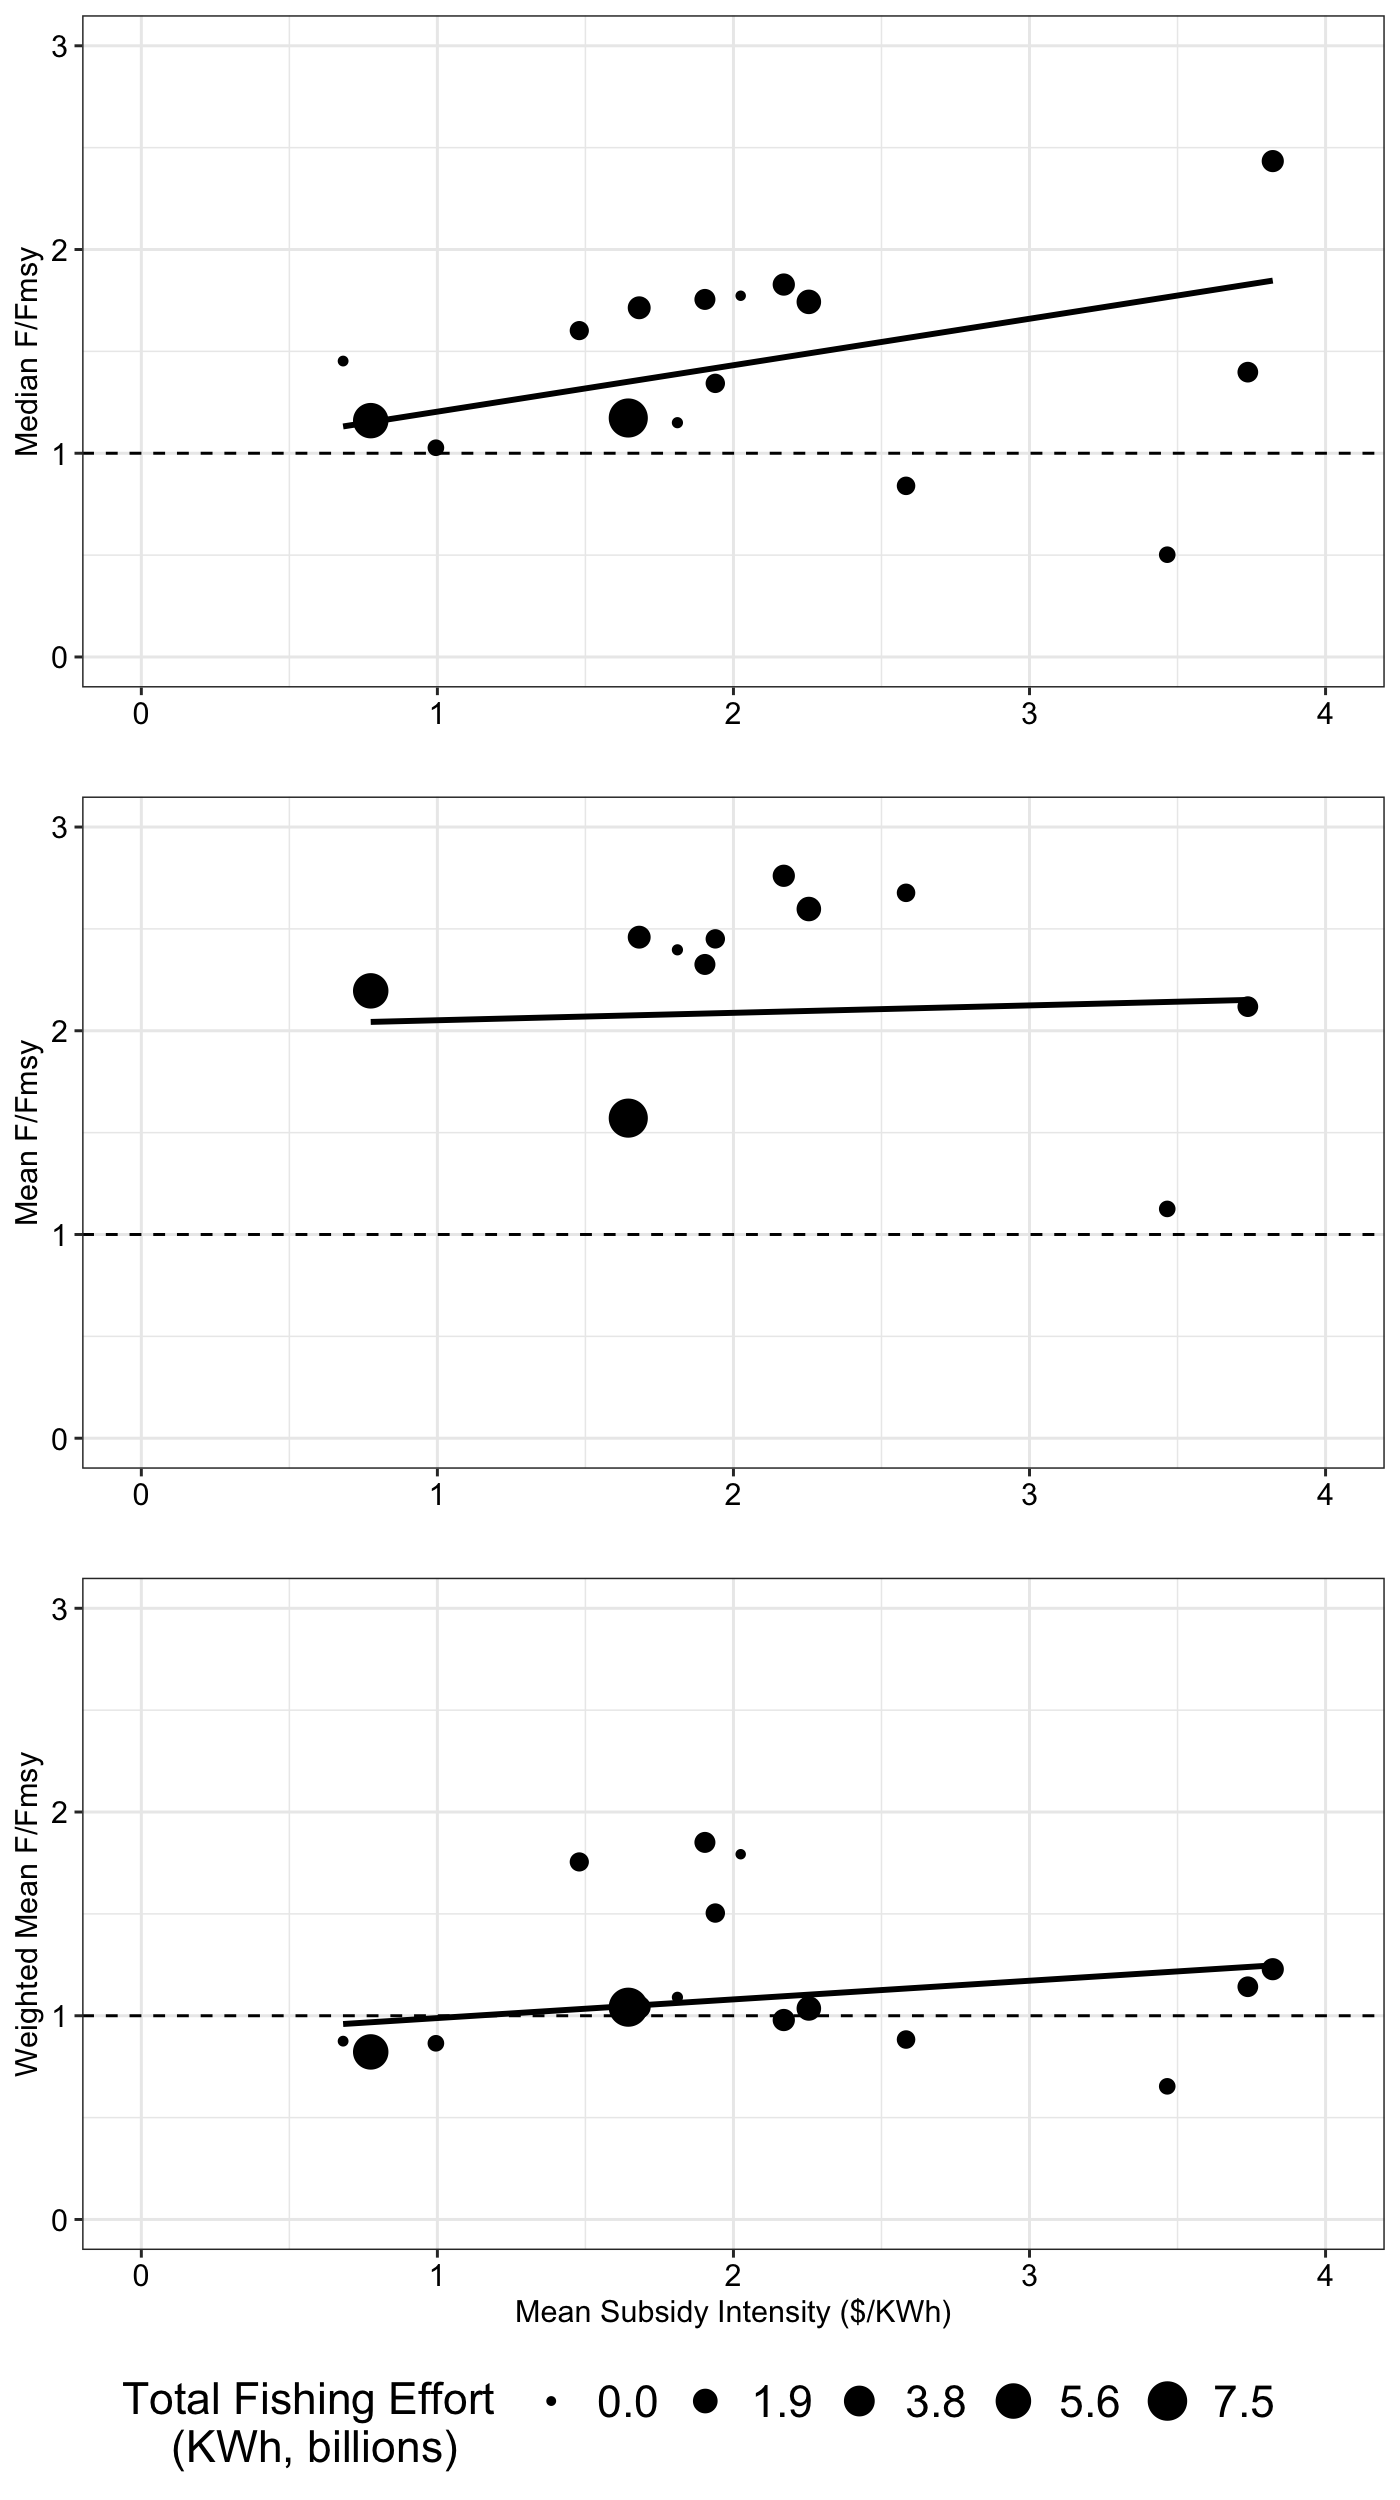 Median F/Fmsy
3
2
1
0
0 1 2 3 4
Mean F/Fmsy
3
2
1
0
0 1 2 3 4
Weighted Mean F/Fmsy
3
2
1
0
0 1 2 3 4
Mean Subsidy Intensity ($/KWh)
Total Fishing Effort
(KWh, billions)
0.0 1.9 3.8 5.6 7.5